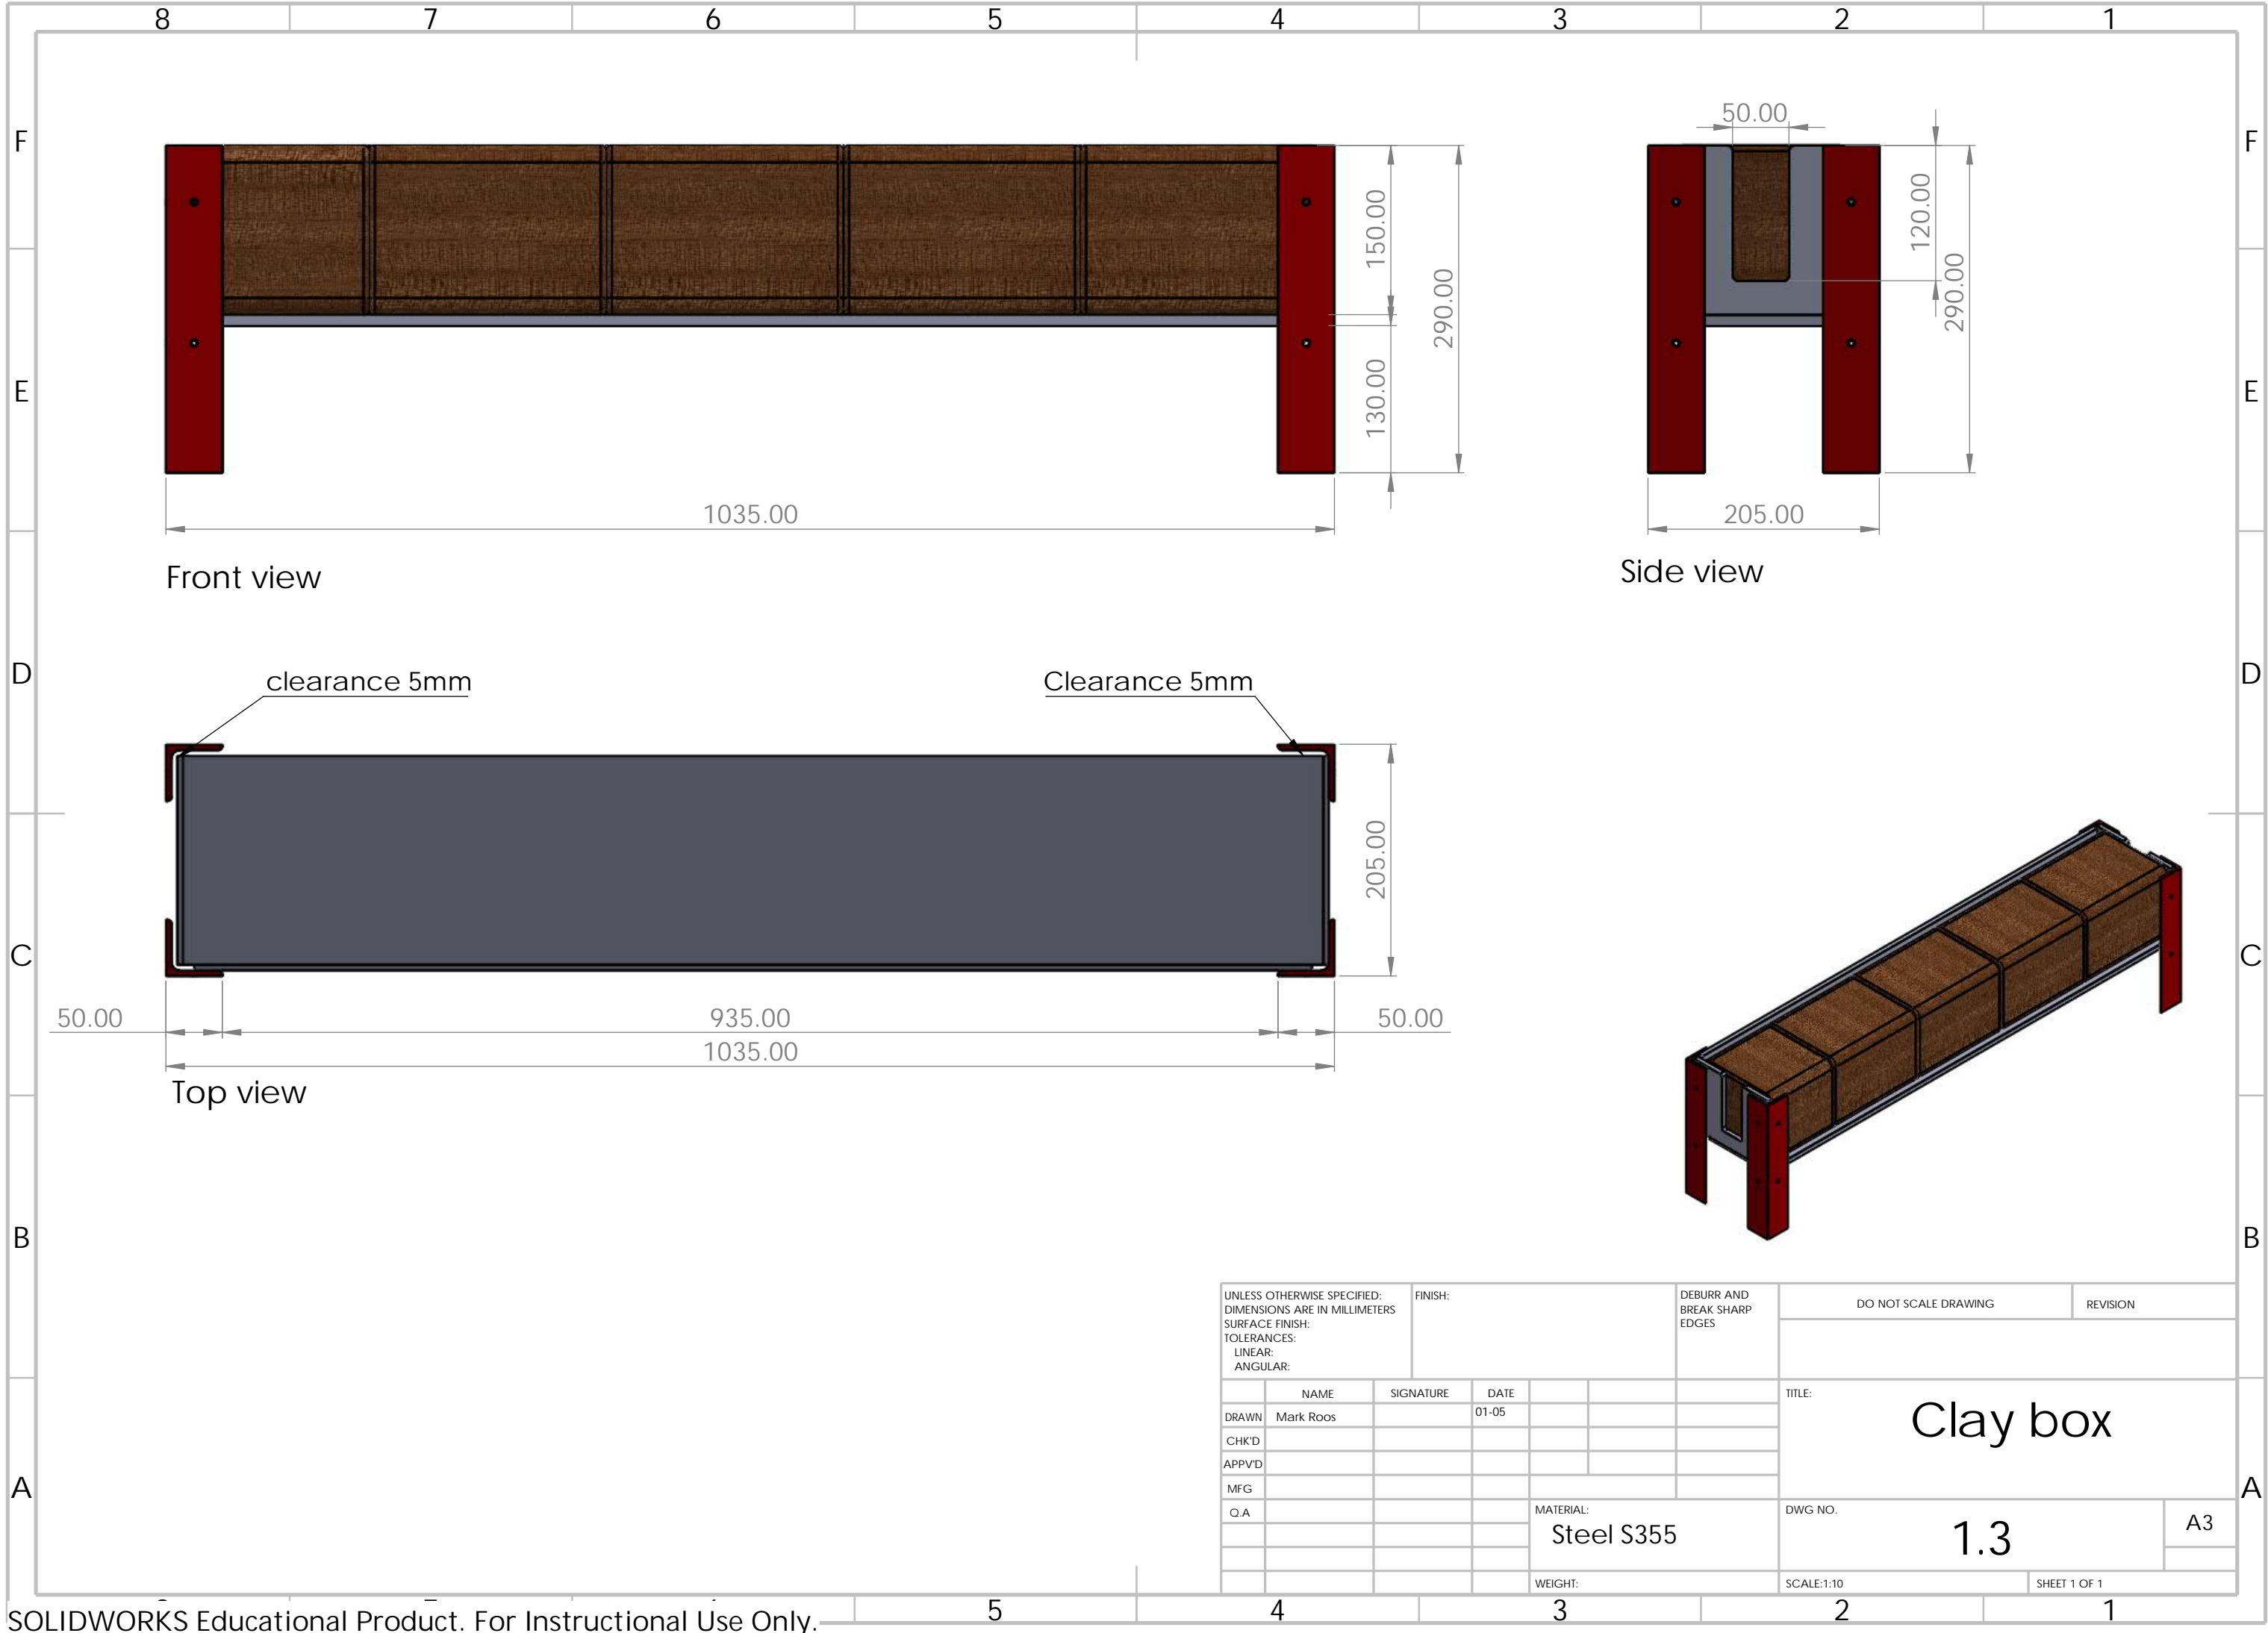 8 7 6 5 4 3 2 1
F
F
50.00
120.00
290.00
150.00
290.00
130.00
E
E
1035.00
205.00
Front view
Side view
D
D
clearance 5mm
Clearance 5mm
205.00
C
C
50.00
935.00
50.00
1035.00
Top view
B
B
UNLESS OTHERWISE SPECIFIED:
DIMENSIONS ARE IN MILLIMETERS
SURFACE FINISH:
TOLERANCES:
LINEAR:
ANGULAR:
FINISH:
DEBURR AND
BREAK SHARP
EDGES
DO NOT SCALE DRAWING
REVISION
NAME
SIGNATURE
DATE
TITLE:
DRAWN
Mark Roos
01-05
Clay box
CHK'D
APPV'D
MFG
A
A
Q.A
MATERIAL:
Steel S355
DWG NO.
1.3
A3
WEIGHT:
SCALE:1:10
SHEET 1 OF 1
5 4 3 2 1
SOLIDWORKS Educational Product. For Instructional Use Only.